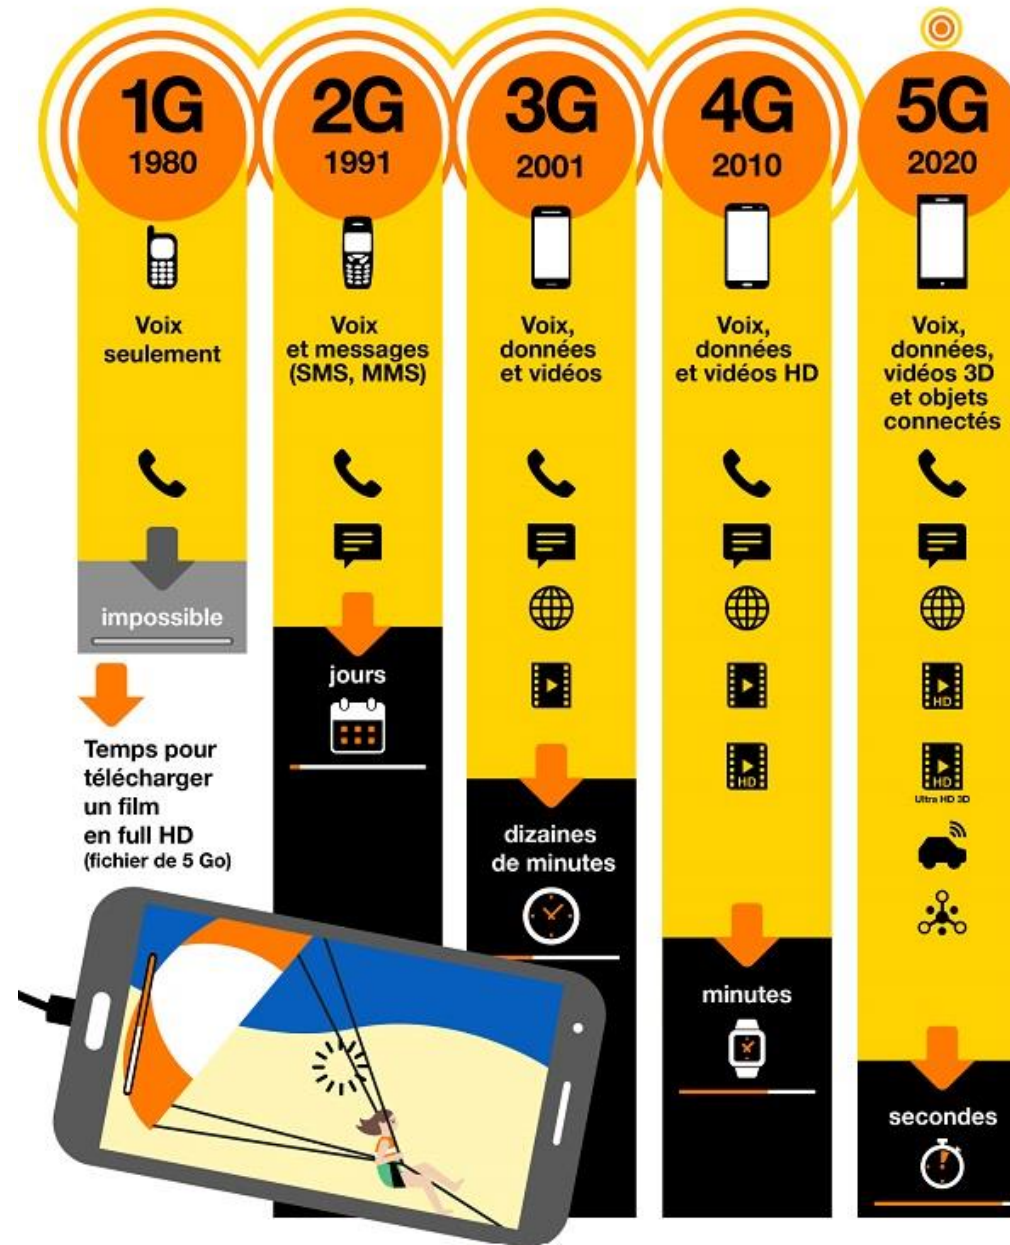 1G
1980
Voix
seulement
impossible
Temps pour
télécharger
un film
en full HD
(fichier de 5 Go)
2G
1991
Voix
et messages
(SMS, MMS)
jours
3G
2001
Voix,
données
et vidéos
dizaines
de minutes
4G
2010
Voix,
données
et vidéos HD
HD
minutes
5G
2020
Voix,
données,
vidéos 3D
et objets
connectés
HD
HD
Ultra HD 3D
secondes